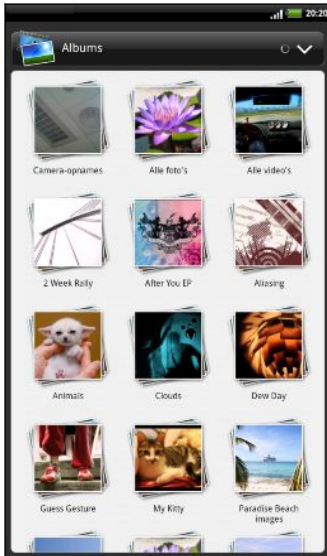 20:20
Albums
Camera-opnames
Alle foto's
Alle video's
2 Week Rally
After You EP
Aliasing
Animals
Clouds
Dew Day
Guess Gesture
My Kitty
Paradise Beach
images